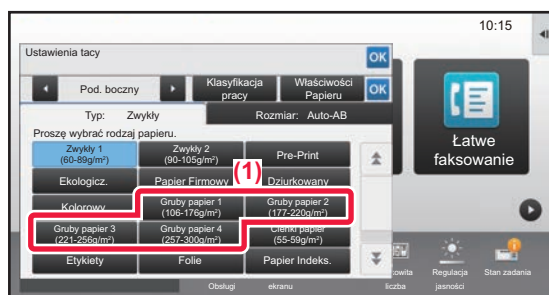 10:15
Ustawienia tacy
OK
Pod. boczny
Klasyfikacja
pracy
Właściwości
Papieru
OK
Typ: Zwykły
Rozmiar: Auto-AB
Proszę wybrać rodzaj papieru.
Zwykły 1
(60-89g/m²)
Zwykły 2
(90-105g/m²)
Pre-Print
Ekologicz.
Papier Firmowy
(1)
Dziurkowany
Kolorowy
Gruby papier 1
(106-176g/m²)
Gruby papier 2
(177-220g/m²)
Gruby papier 3
(221-256g/m²)
Gruby papier 4
(257-300g/m²)
Cienki papier
(55-59g/m²)
Etykiety
Folie
Papier Indeks.
Łatwe
faksowanie
Obsługi
ekranu
liczba
Regulacja
jasności
Stan zadania